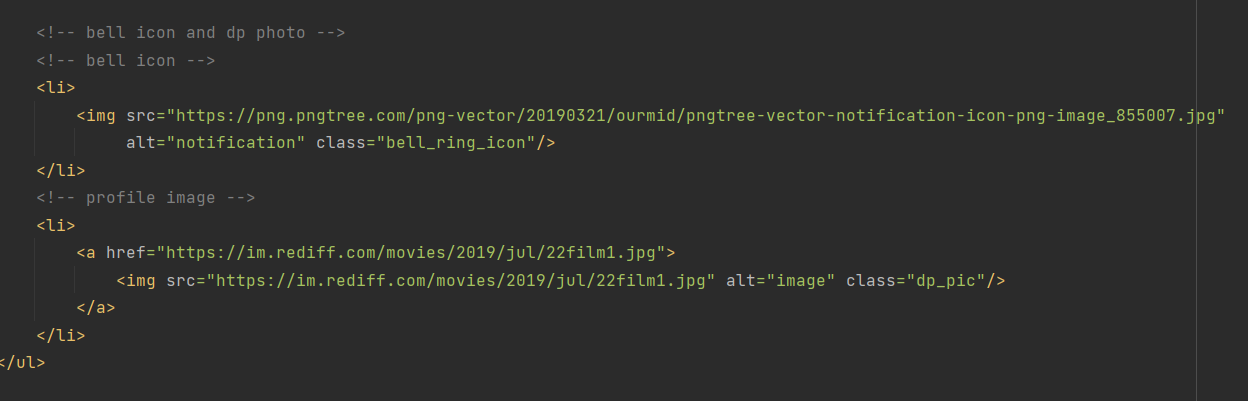 <!-- bell icon and dp photo -->
<!-- bell icon -->
<li>
<img src="https://png.pngtree.com/png-vector/20190321/ourmid/pngtree-vector-notification-icon-png-image_855007.jpg"
alt="notification" class="bell_ring_icon"/>
</li>
<!-- profile image -->
<li>
<a href="https://im.rediff.com/movies/2019/jul/22film1.jpg">
<img src="https://im.rediff.com/movies/2019/jul/22film1.jpg" alt="image" class="dp_pic"/>
</a>
</li>
</ul>